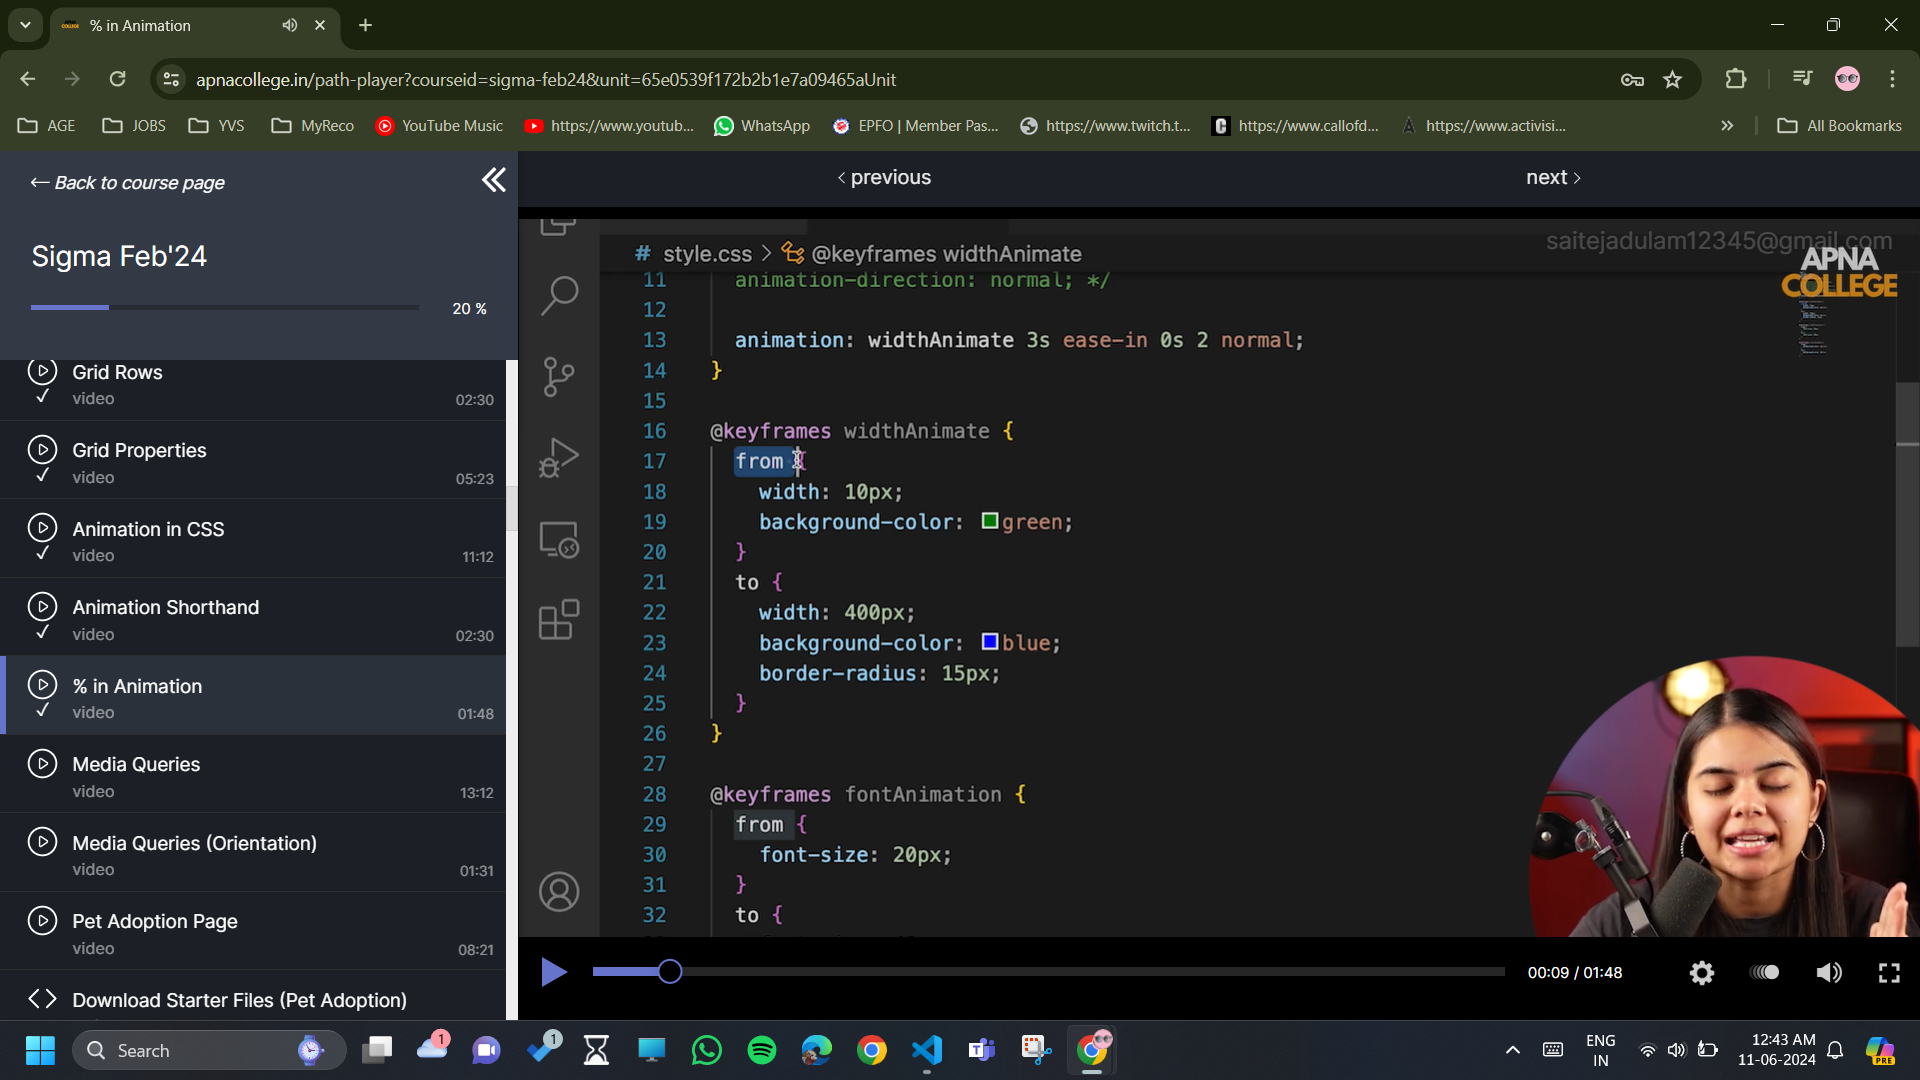 % in Animation
apnacollege.in/path-player?courseid=sigma-feb24&unit=65e0539f172b2b1e7a09465aUnit
AGE
JOBS
YVS
MyReco
YouTube Music
https://www.youtub...
WhatsApp
EPFO | Member Pas...
https://www.twitch.t...
https://www.callofd...
https://www.activisi...
All Bookmarks
← Back to course page
Sigma Feb'24
20 %
Grid Rows
video
02:30
Grid Properties
video
05:23
Animation in CSS
video
11:12
Animation Shorthand
video
02:30
% in Animation
video
01:48
Media Queries
video
13:12
Media Queries (Orientation)
video
01:31
Pet Adoption Page
video
08:21
Download Starter Files (Pet Adoption)
‹ previous
next ›
saitejadulam12345@gmail.com
APNA
COLLEGE
# style.css > @keyframes widthAnimate
11 animation-direction: normal; */
12
13 animation: widthAnimate 3s ease-in 0s 2 normal;
14 }
15
16 @keyframes widthAnimate {
17 from {
18 width: 10px;
19 background-color: green;
20 }
21 to {
22 width: 400px;
23 background-color: blue;
24 border-radius: 15px;
25 }
26 }
27
28 @keyframes fontAnimation {
29 from {
30 font-size: 20px;
31 }
32 to {
00:09 / 01:48
Search
1
1
ENG
IN
12:43 AM
11-06-2024
PRE